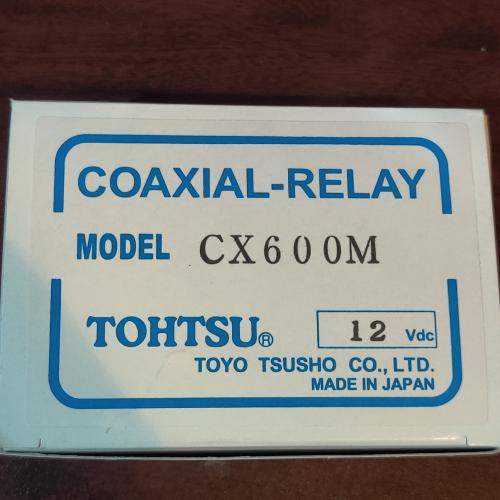 COAXIAL-RELAY
MODEL CX600M
TOHTSU® 12 Vdc
TOYO TSUSHO CO., LTD.
MADE IN JAPAN